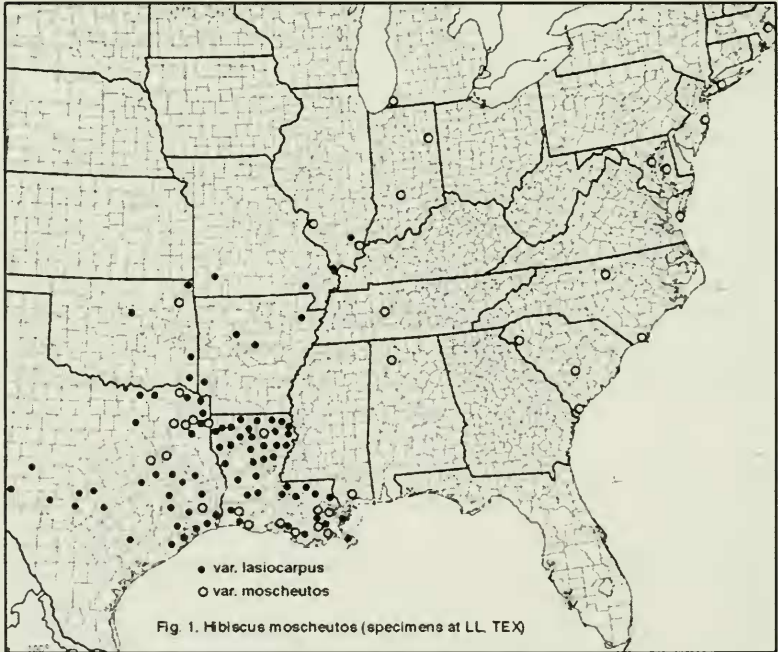 var. lasiocarpus
var. moscheutos
Fig. 1. Hibiscus moscheutos (specimens at LL, TEX)